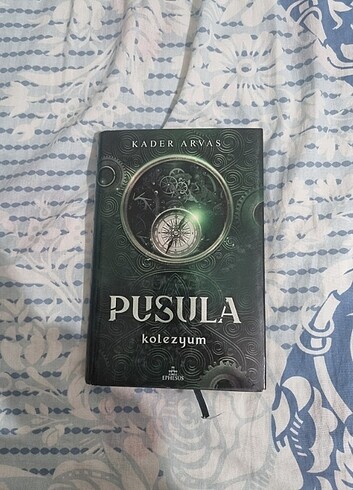 KADER ARVAS
PUSULA
kolezyum
EPHESUS